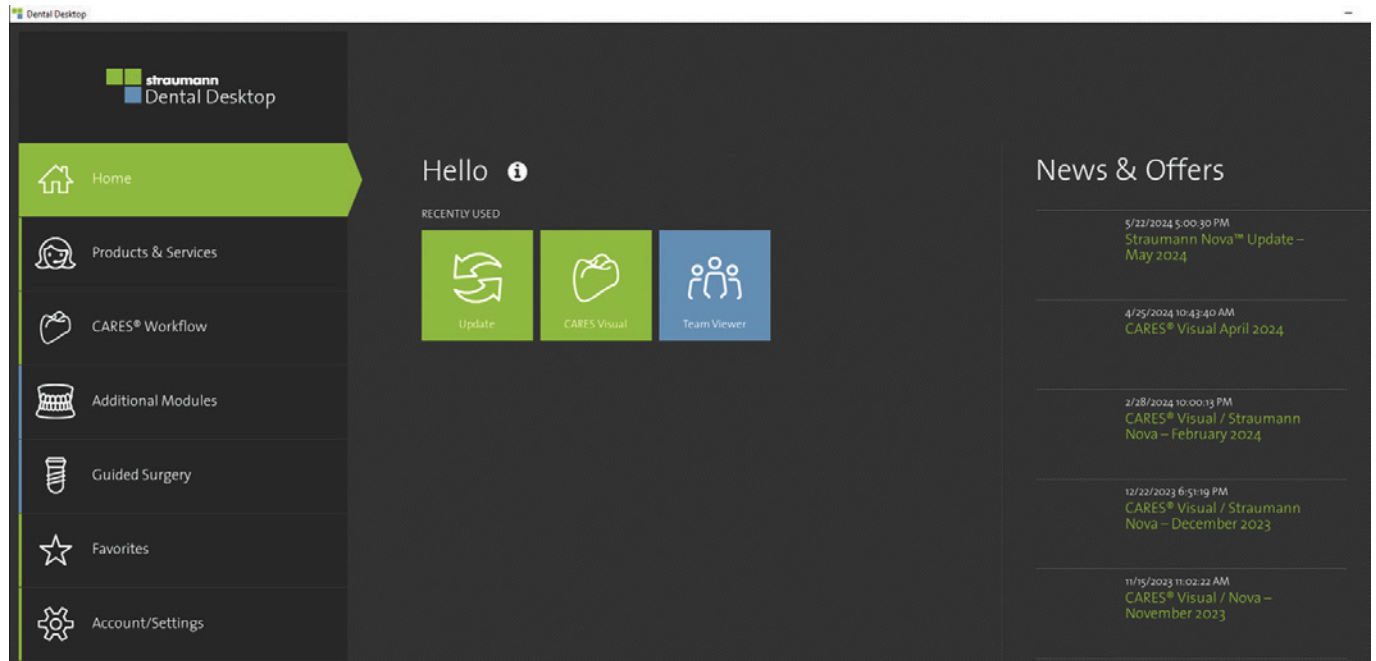 Dental Desktop
straumann
Dental Desktop
Home
Products & Services
CARES® Workflow
Additional Modules
Guided Surgery
Favorites
Account/Settings
Hello
RECENTLY USED
Update
CARES Visual
Team Viewer
News & Offers
5/22/2024 5:00:30 PM
Straumann Nova™ Update –
May 2024
4/25/2024 10:43:40 AM
CARES® Visual April 2024
2/28/2024 10:00:13 PM
CARES® Visual / Straumann
Nova – February 2024
12/22/2023 6:51:19 PM
CARES® Visual / Straumann
Nova – December 2023
11/15/2023 11:02:22 AM
CARES® Visual / Nova –
November 2023